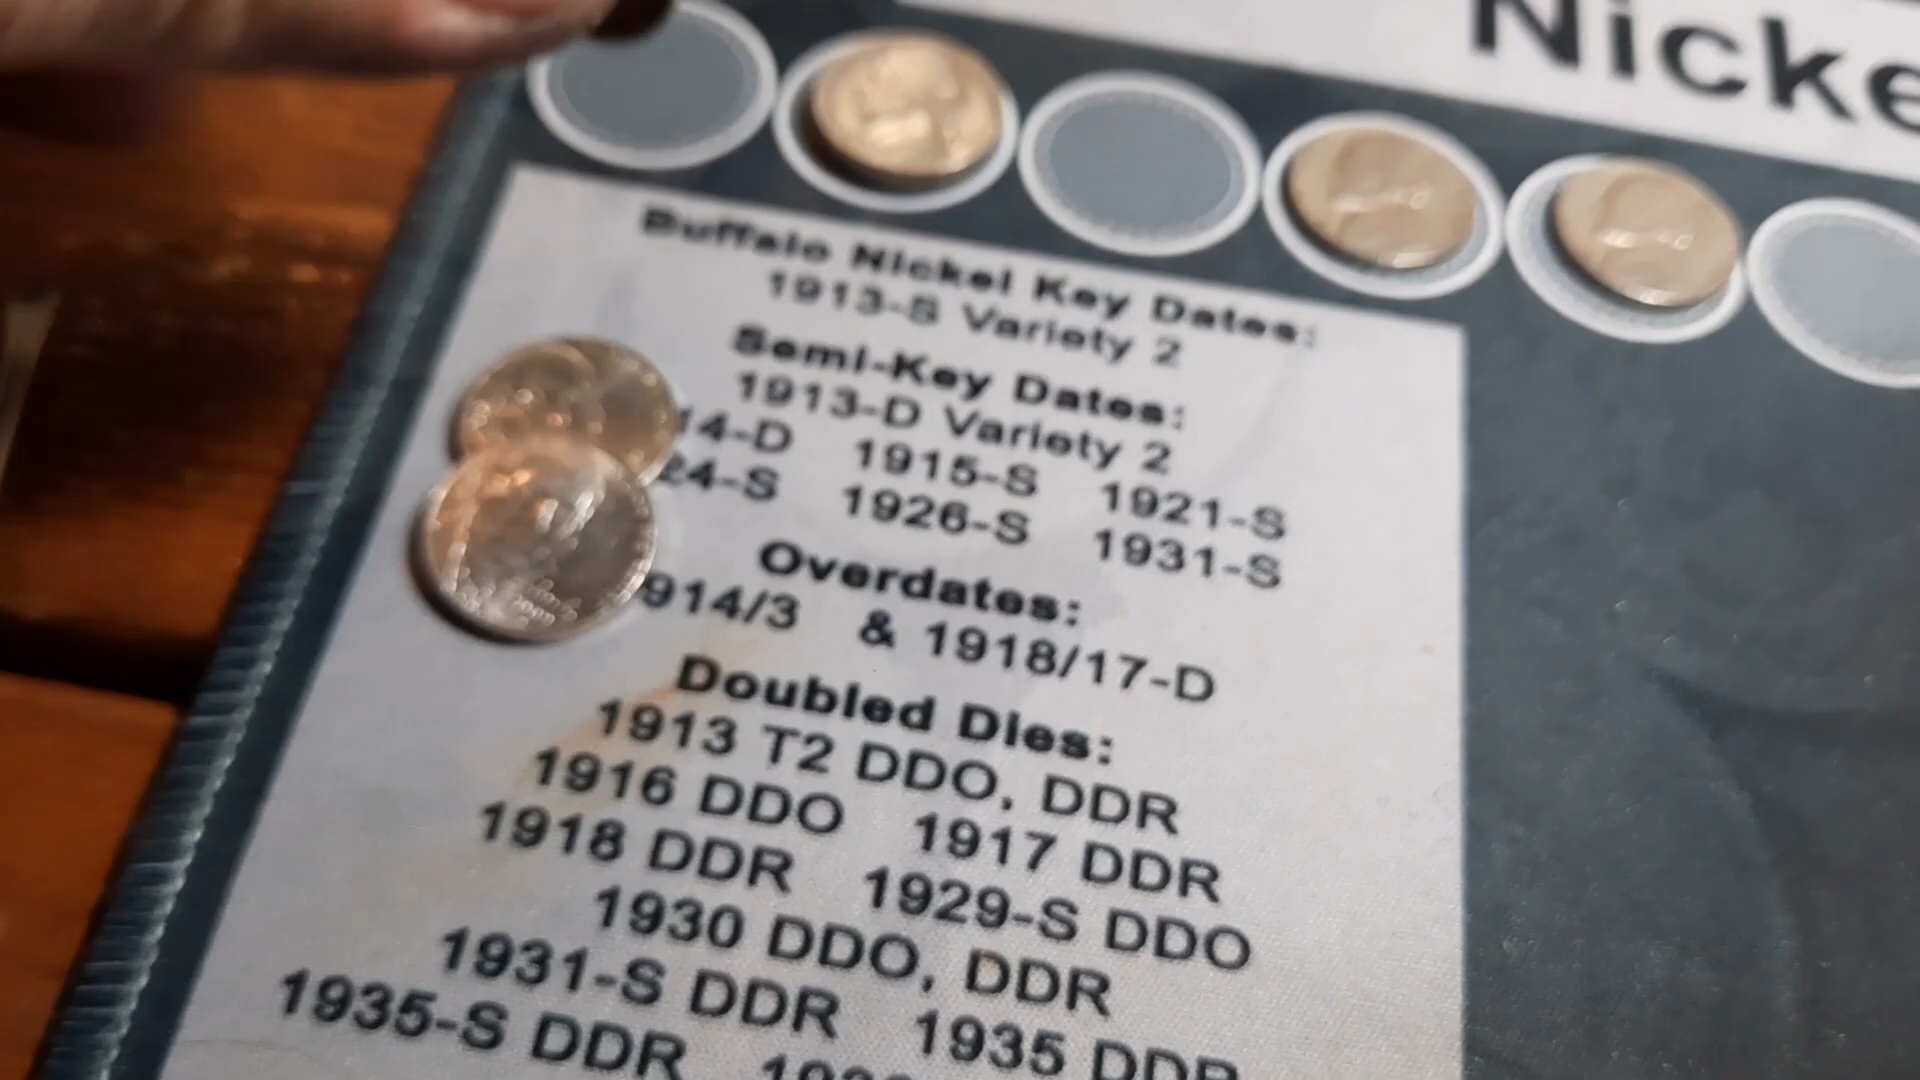 Nicke
Buffalo Nickel Key Dates:
1913-S Variety 2
Semi-Key Dates:
1913-D Variety 2
14-D 1915-S 1921-S
24-S 1926-S 1931-S
Overdates:
914/3 & 1918/17-D
Doubled Dies:
1913 T2 DDO, DDR
1916 DDO 1917 DDR
1918 DDR 1929-S DDO
1930 DDO, DDR
1931-S DDR 1935 DDR
1935-S DDR